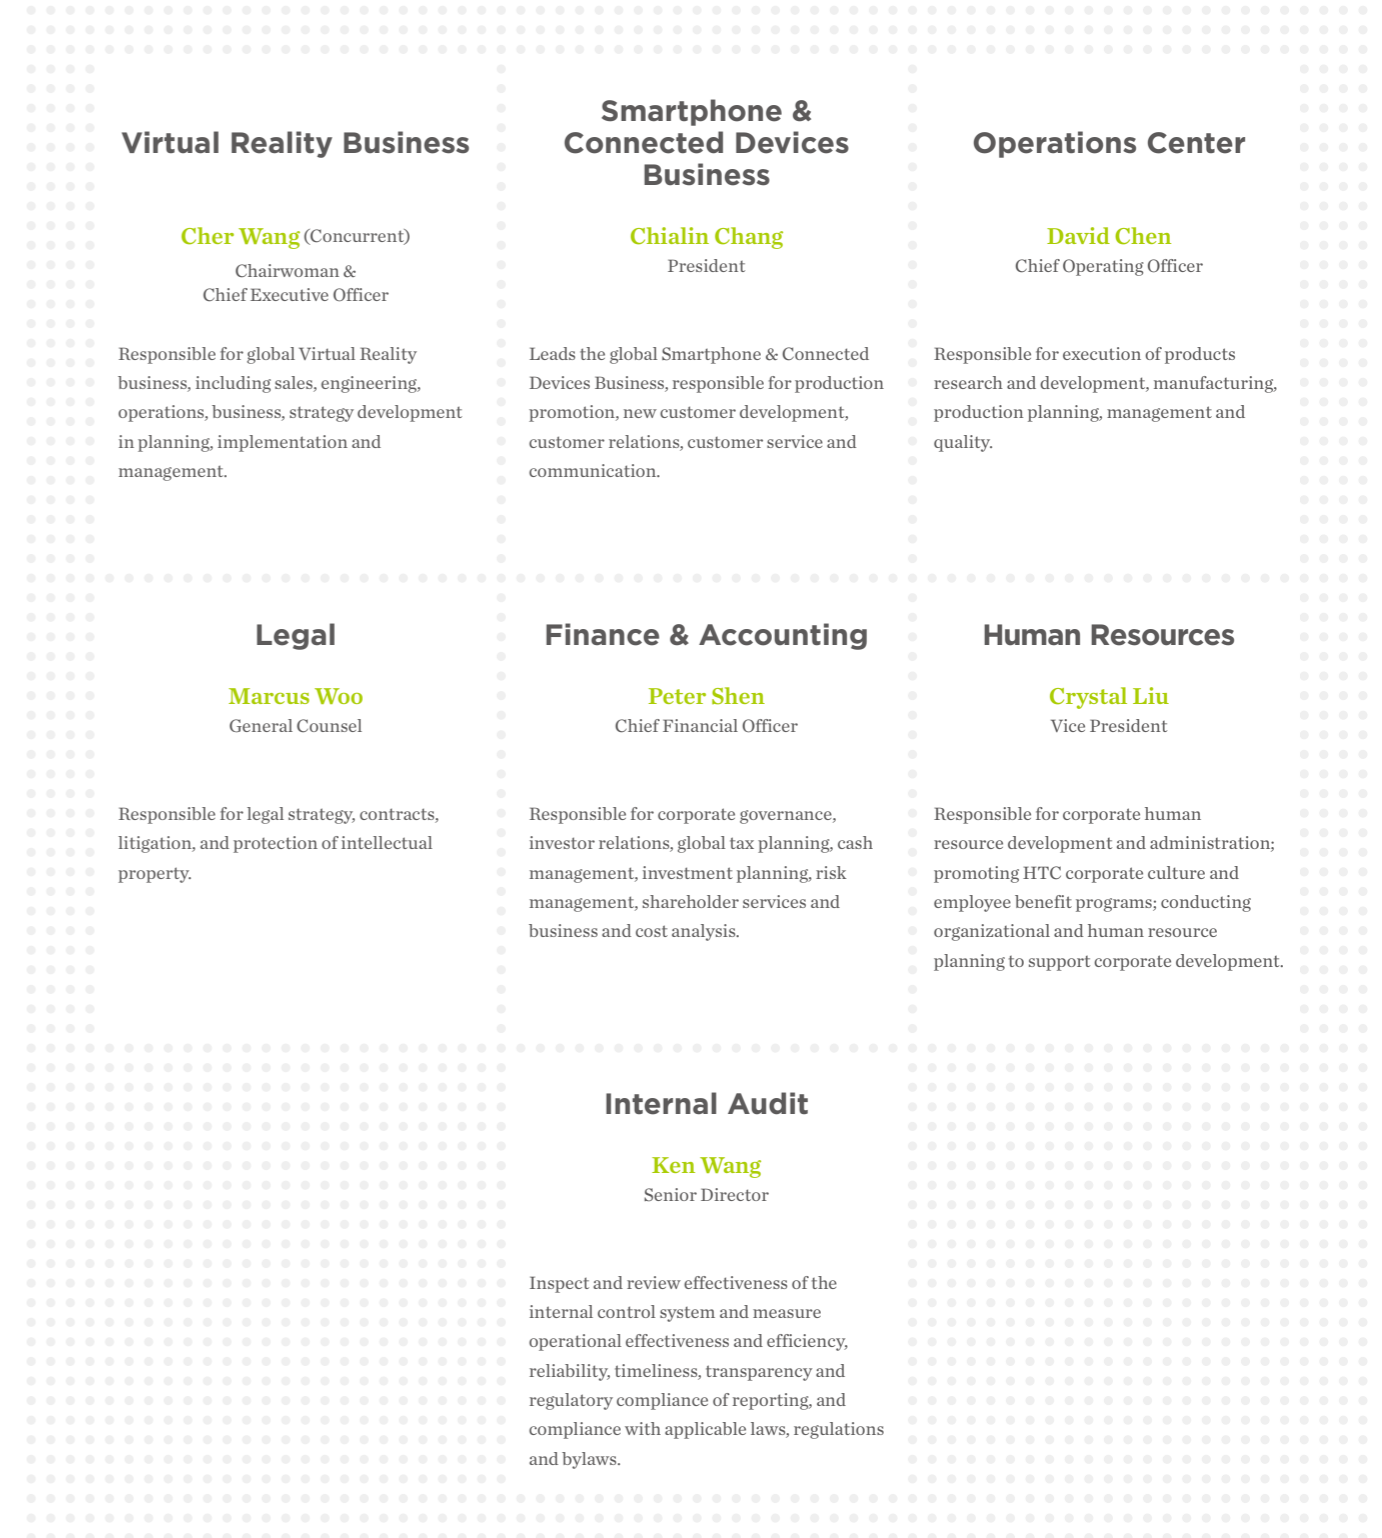 Virtual Reality Business
Cher Wang (Concurrent)
Chairwoman &
Chief Executive Officer
Responsible for global Virtual Reality
business, including sales, engineering,
operations, business, strategy development
in planning, implementation and
management.
Smartphone &
Connected Devices
Business
Chialin Chang
President
Leads the global Smartphone & Connected
Devices Business, responsible for production
promotion, new customer development,
customer relations, customer service and
communication.
Operations Center
David Chen
Chief Operating Officer
Responsible for execution of products
research and development, manufacturing,
production planning, management and
quality.
Legal
Marcus Woo
General Counsel
Responsible for legal strategy, contracts,
litigation, and protection of intellectual
property.
Finance & Accounting
Peter Shen
Chief Financial Officer
Responsible for corporate governance,
investor relations, global tax planning, cash
management, investment planning, risk
management, shareholder services and
business and cost analysis.
Human Resources
Crystal Liu
Vice President
Responsible for corporate human
resource development and administration;
promoting HTC corporate culture and
employee benefit programs; conducting
organizational and human resource
planning to support corporate development.
Internal Audit
Ken Wang
Senior Director
Inspect and review effectiveness of the
internal control system and measure
operational effectiveness and efficiency,
reliability, timeliness, transparency and
regulatory compliance of reporting, and
compliance with applicable laws, regulations
and bylaws.